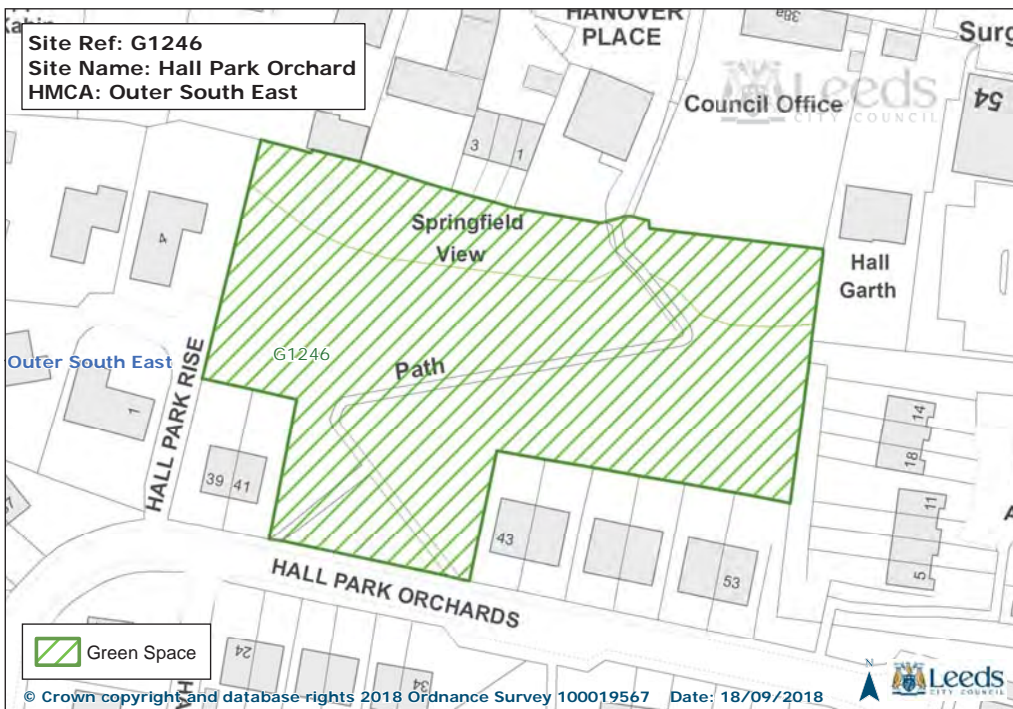 Site Ref: G1246
Site Name: Hall Park Orchard
HMCA: Outer South East
HANOVER
PLACE
38a
Council Office
Leeds
CITY COUNCIL
54
3
1
Springfield
View
Hall
Garth
4
Outer South East
G1246
Path
HALL PARK RISE
1
39 41
43
53
14
18
11
5
HALL PARK ORCHARDS
24
34
Green Space
N
Leeds
CITY COUNCIL
© Crown copyright and database rights 2018 Ordnance Survey 100019567 Date: 18/09/2018